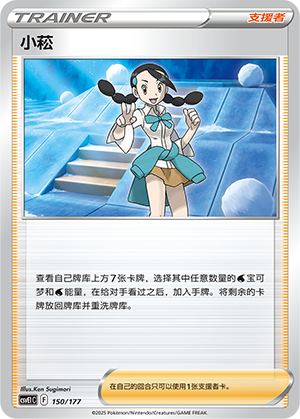 TRAINER 支援者
小菘
查看自己牌库上方7张卡牌，选择其中任意数量的宝可
梦和能量，在给对手看过之后，加入手牌。将剩余的卡
牌放回牌库并重洗牌库。
Illus.Ken Sugimori
F 150/177
在自己的回合只可以使用1张支援者卡。
©2025 Pokémon/Nintendo/Creatures/GAME FREAK.